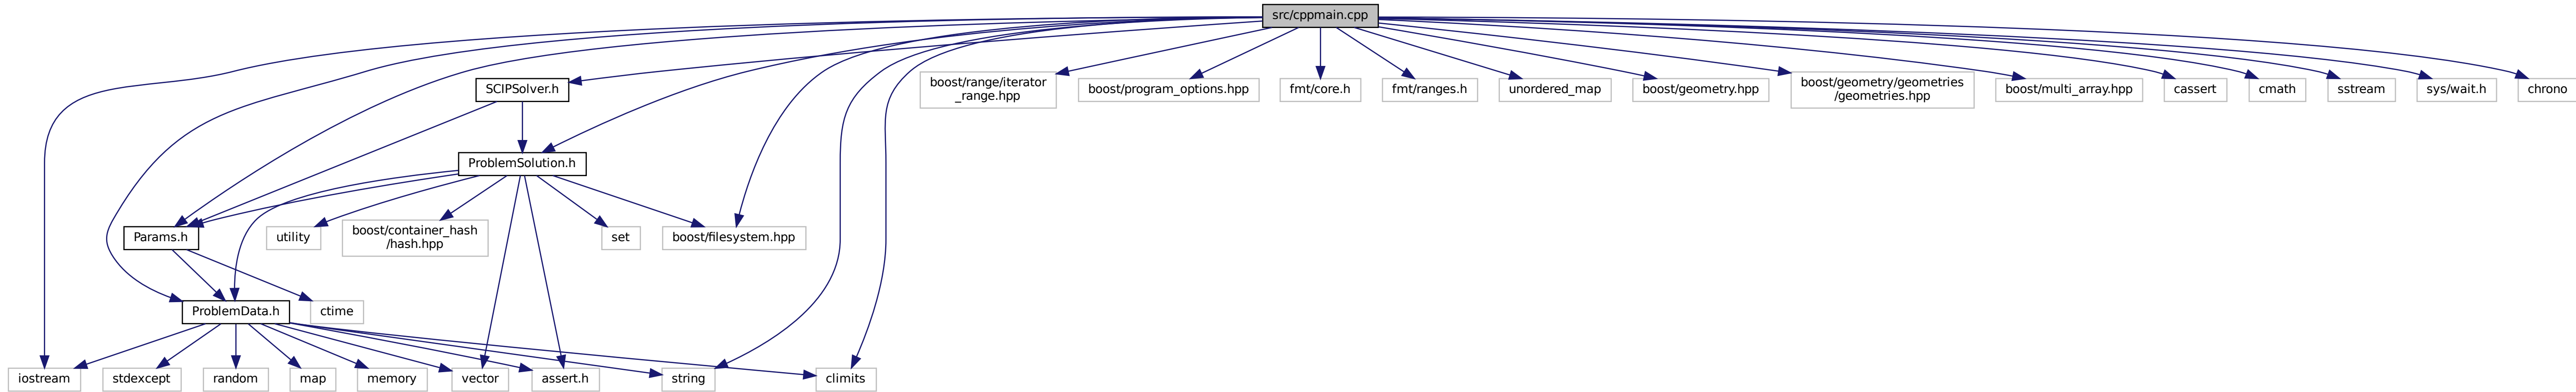 src/cppmain.cpp
SCIPSolver.h
boost/range/iterator
_range.hpp
boost/program_options.hpp
fmt/core.h
fmt/ranges.h
unordered_map
boost/geometry.hpp
boost/geometry/geometries
/geometries.hpp
boost/multi_array.hpp
cassert
cmath
sstream
sys/wait.h
chrono
ProblemSolution.h
Params.h
utility
boost/container_hash
/hash.hpp
set
boost/filesystem.hpp
ProblemData.h
ctime
iostream
stdexcept
random
map
memory
vector
assert.h
string
climits